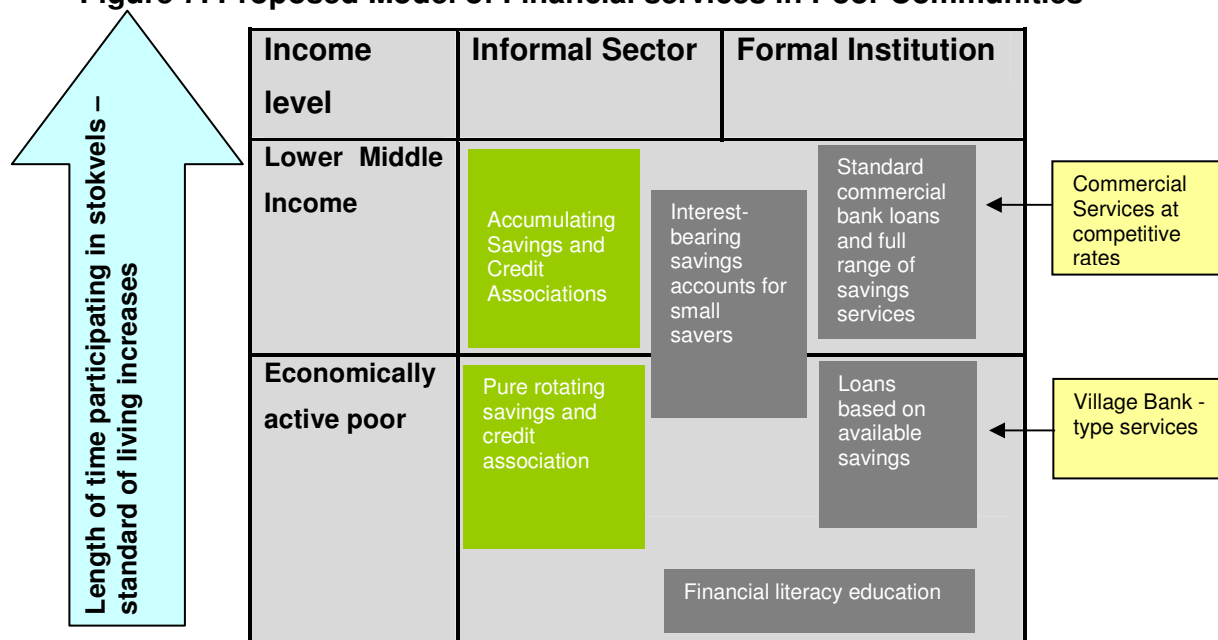 Figure 7: Proposed Model of Financial services in Poor Communities
Length of time participating in stokvels –
standard of living increases
Income
level
Informal Sector
Formal Institution
Lower Middle
Income
Accumulating
Savings and
Credit
Associations
Interest-
bearing
savings
accounts for
small
savers
Standard
commercial
bank loans
and full
range of
savings
services
Commercial
Services at
competitive
rates
Economically
active poor
Pure rotating
savings and
credit
association
Loans
based on
available
savings
Village Bank -
type services
Financial literacy education